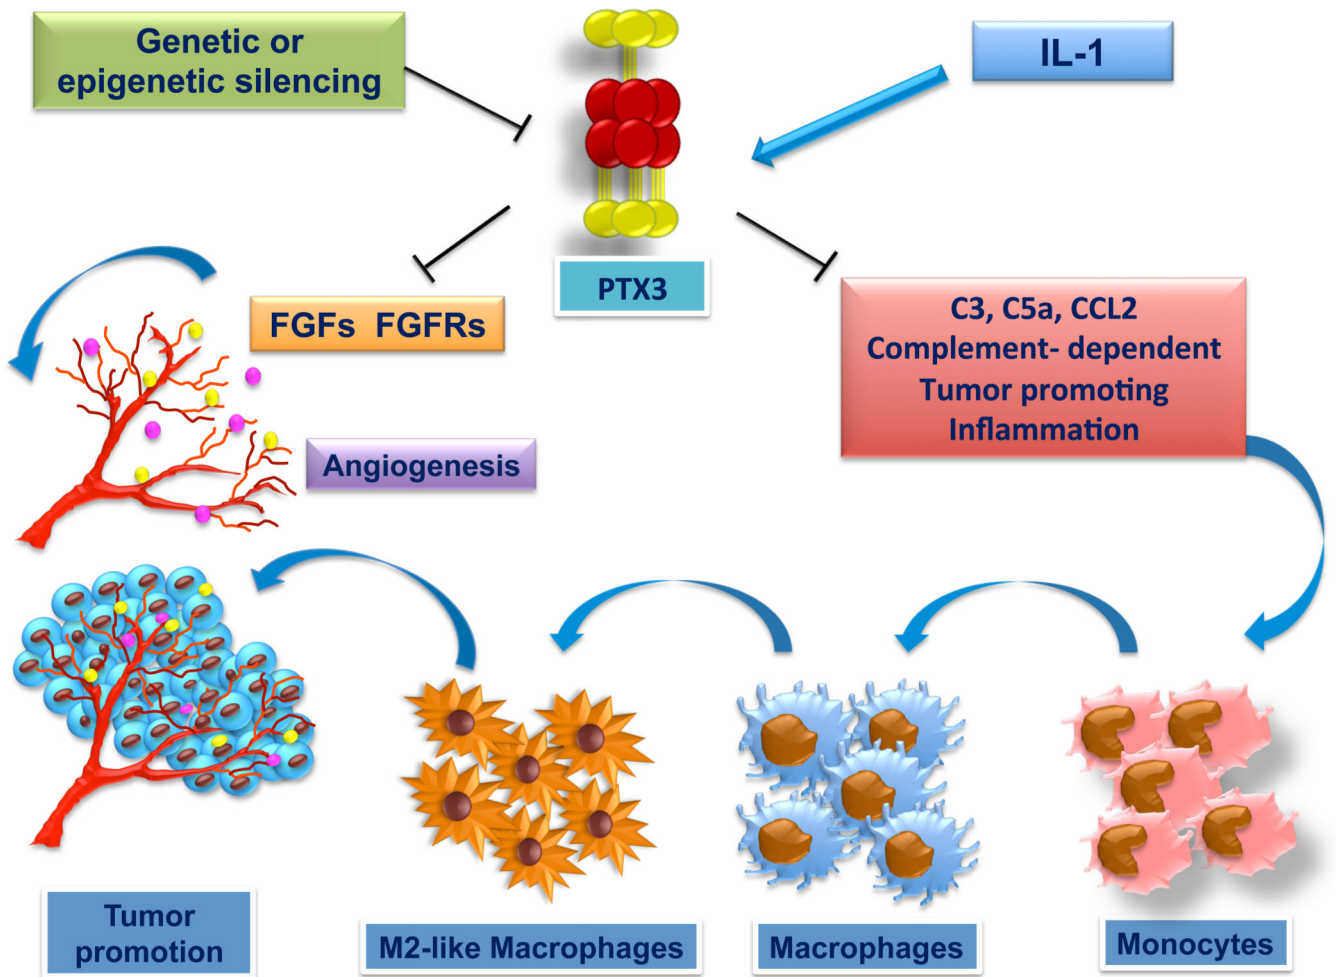 Genetic or
epigenetic silencing
IL-1
PTX3
FGFs FGFRs
C3, C5a, CCL2
Complement- dependent
Tumor promoting
Inflammation
Angiogenesis
Tumor
promotion
M2-like Macrophages
Macrophages
Monocytes